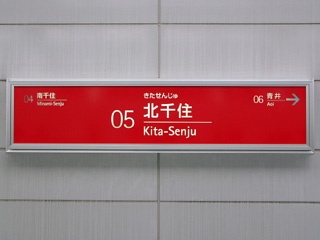 04 南千住
Minami-Senju
きたせんじゅ
05 北千住
Kita-Senju
06 青井
Aoi